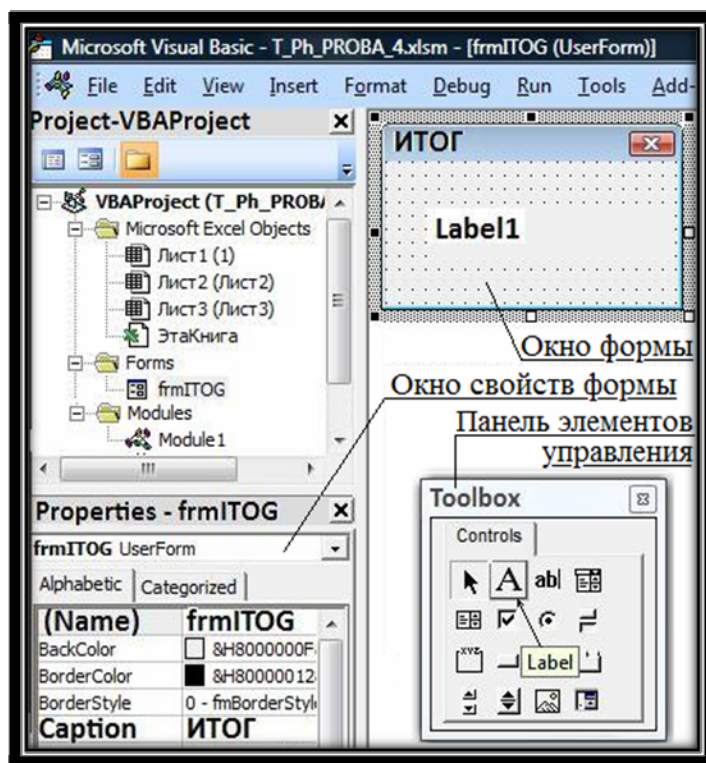 Microsoft Visual Basic - T_Ph_PROBA_4.xlsm - [frmITOG (UserForm)]
File Edit View Insert Format Debug Run Tools Add-
Project-VBAProject
VBAProject (T_Ph_PROBA
Microsoft Excel Objects
Лист1 (1)
Лист2 (Лист2)
Лист3 (Лист3)
ЭтаКнига
Forms
frmITOG
Modules
Module1
ИТОГ
Label1
Окно формы
Окно свойств формы
Панель элементов
управления
Properties - frmITOG
frmITOG UserForm
Alphabetic Categorized
(Name) frmITOG
BackColor &H8000000F
BorderColor &H80000012
BorderStyle 0 - fmBorderStyl
Caption ИТОГ
Toolbox
Controls
A ab|
xyz
Label